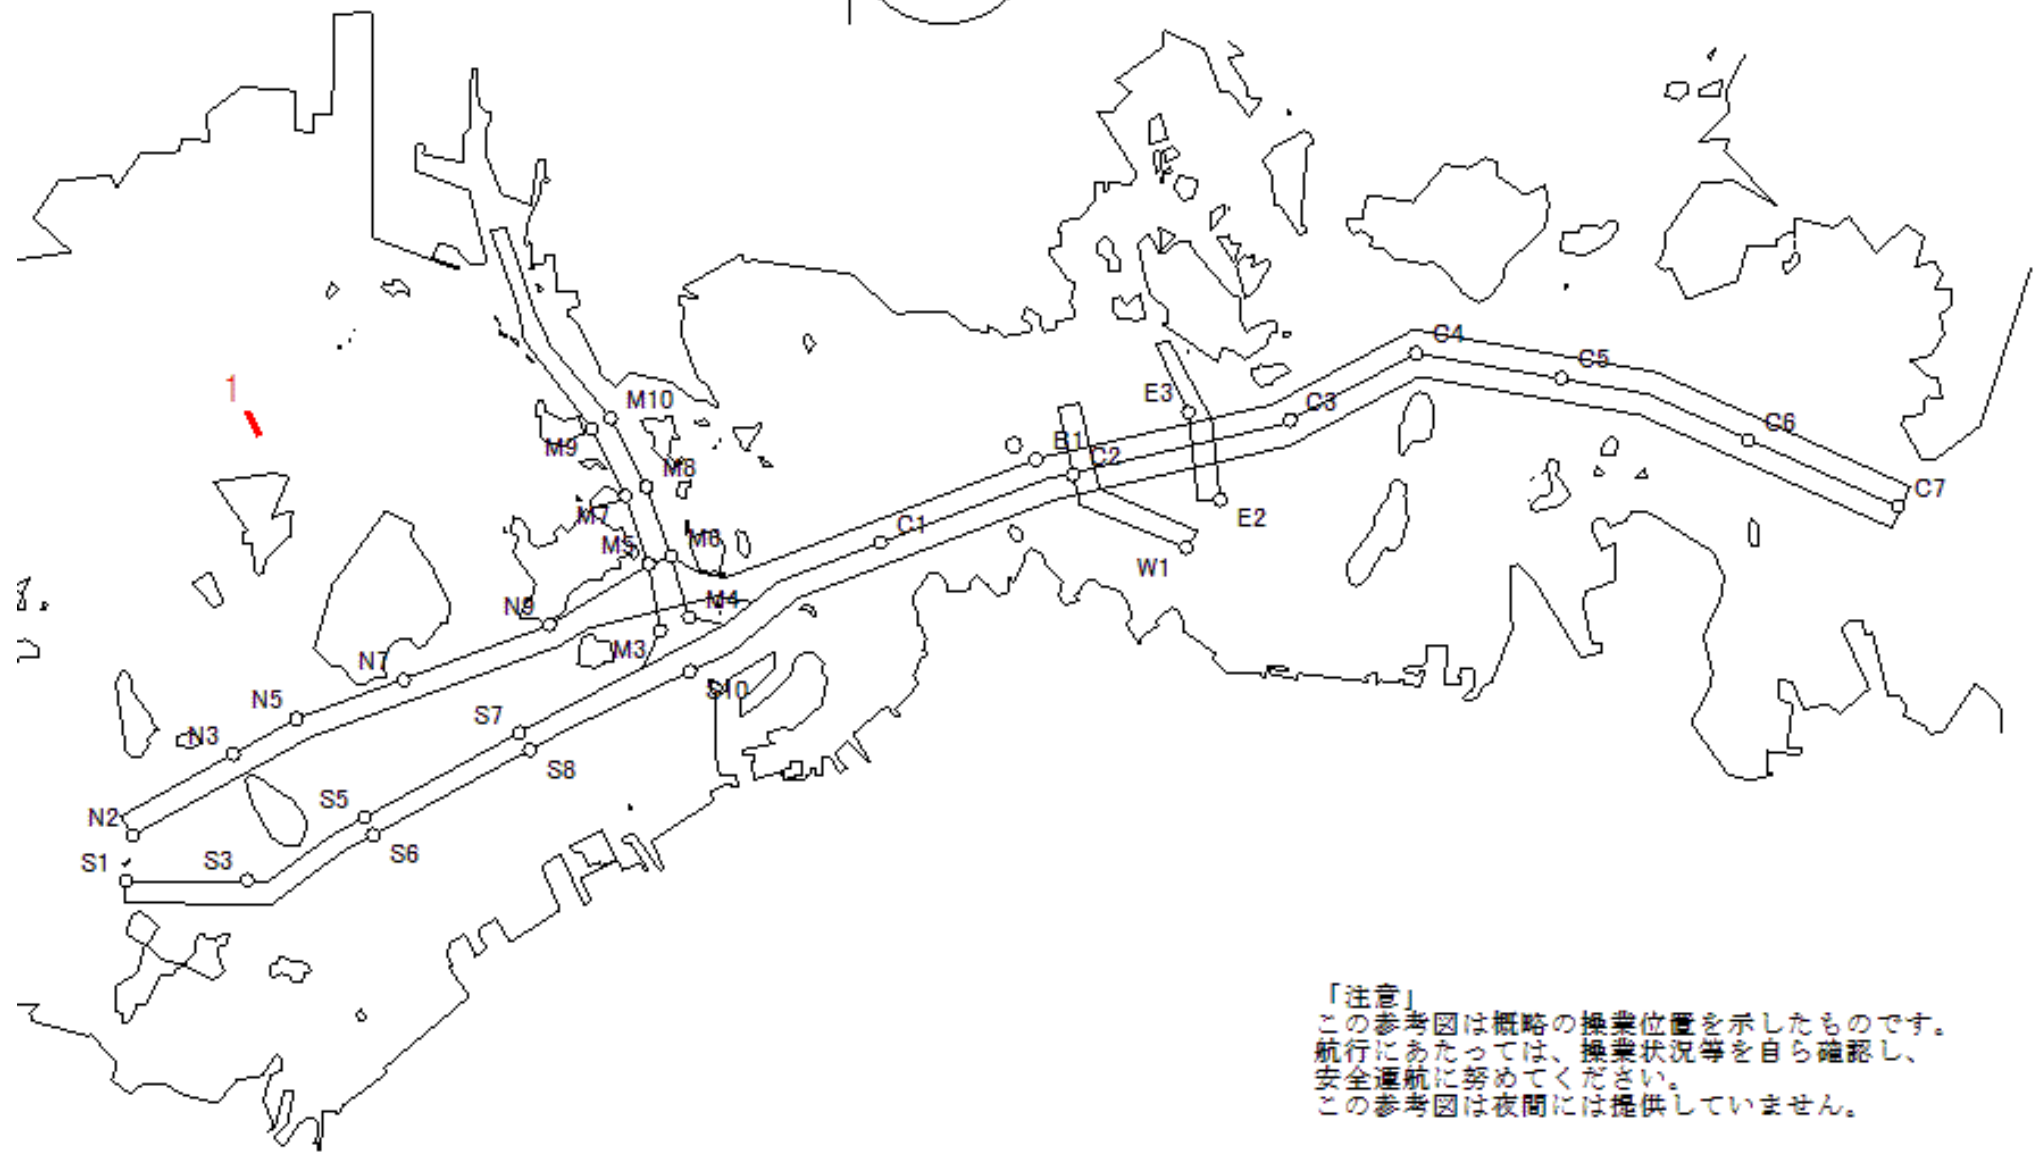 C4
C5
1
E3
M10
C3
C6
M9
B1
C2
M8
C7
M7
E2
C1
M5
M6
W1
N9
M4
M3
N7
S10
N5
S7
N3
S8
S5
N2
S6
S1
S3
「注意」
この参考図は概略の操業位置を示したものです。
航行にあたっては、操業状況等を自ら確認し、
安全運航に努めてください。
この参考図は夜間には提供していません。